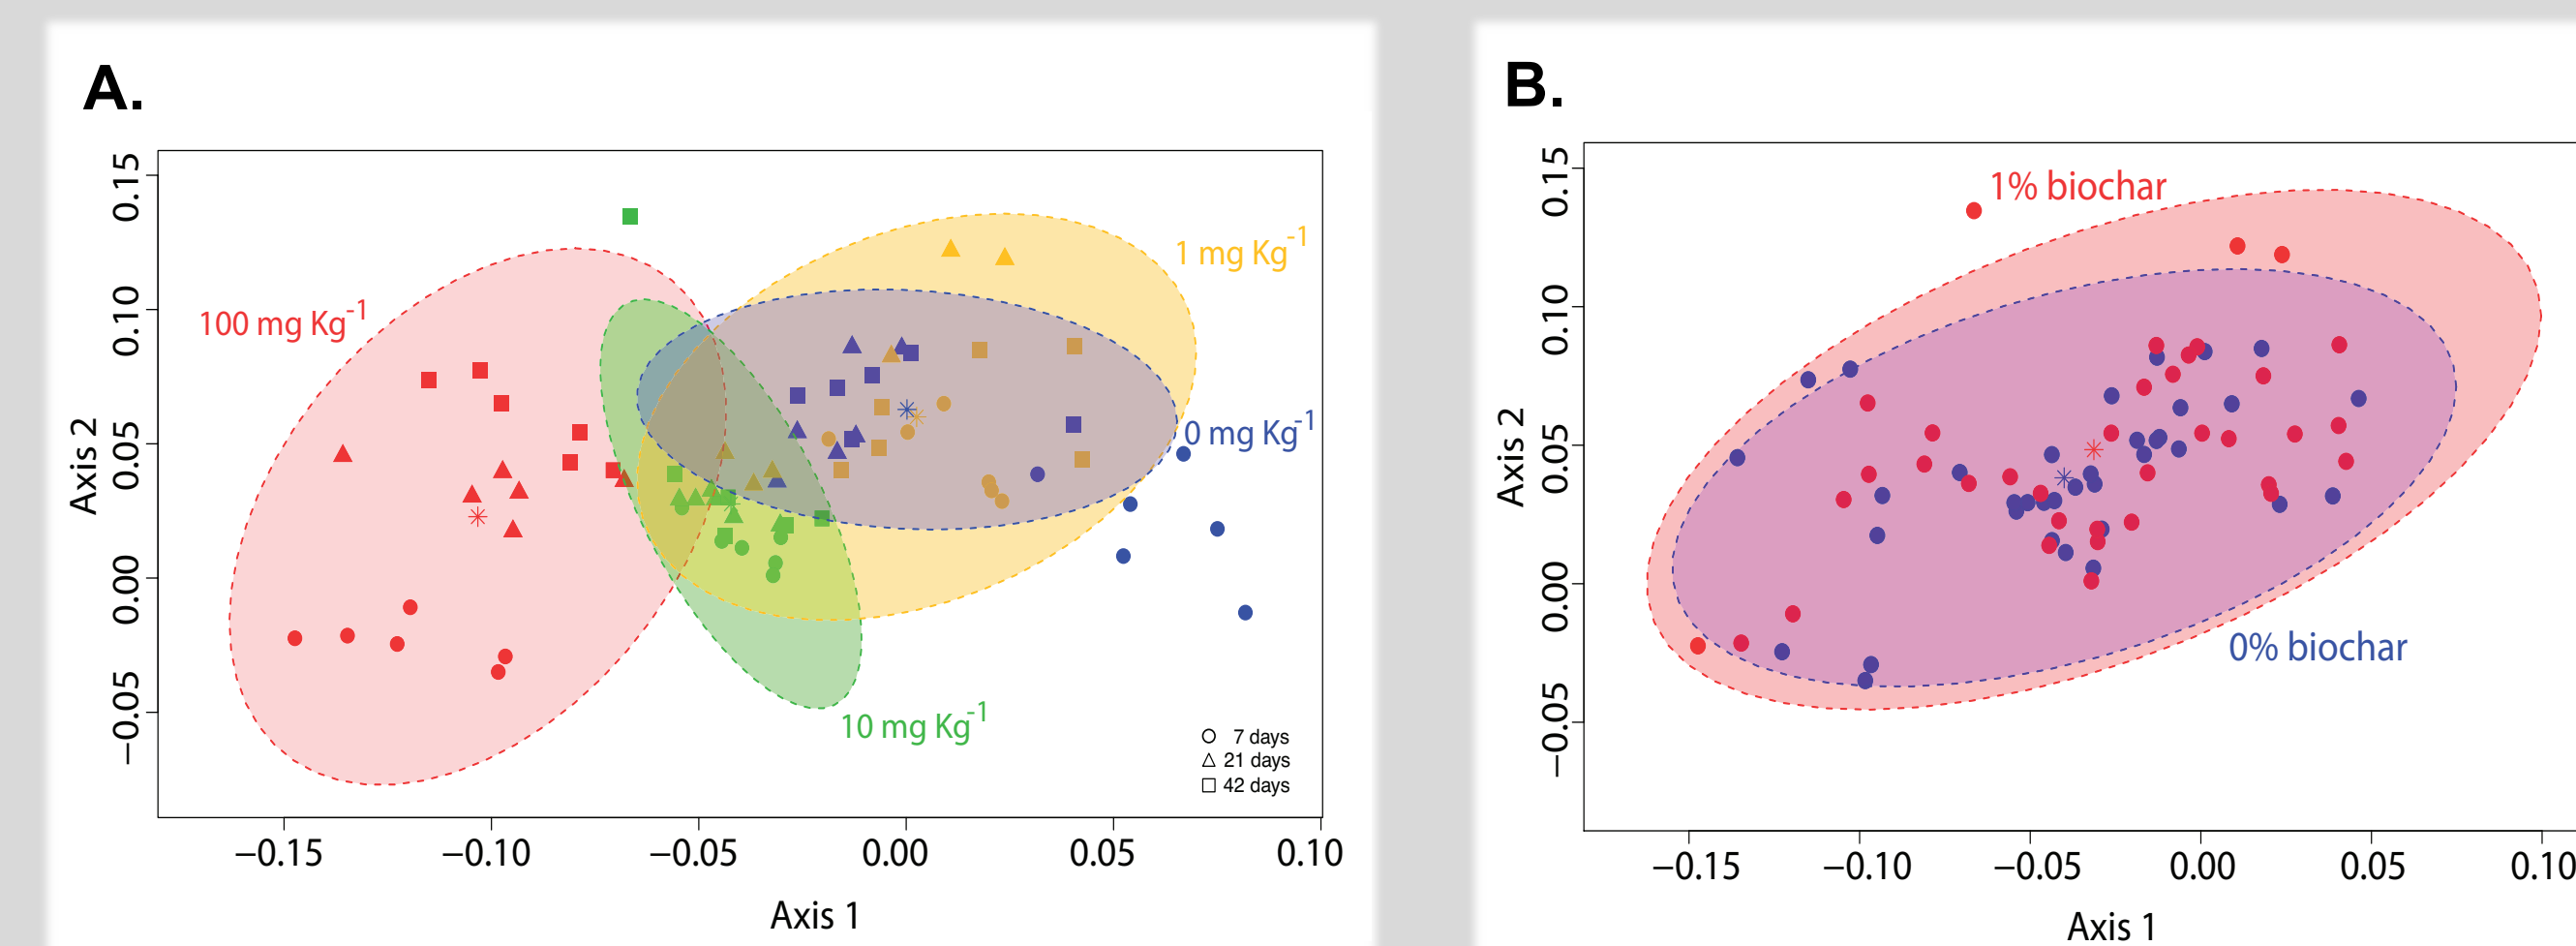 A.
0.15
0.10
0.05
0.00
−0.05
Axis 2
100 mg Kg-1
1 mg Kg-1
0 mg Kg-1
10 mg Kg-1
7 days
21 days
42 days
−0.15 −0.10 −0.05 0.00 0.05 0.10
Axis 1
B.
0.15
0.10
0.05
0.00
−0.05
Axis 2
1% biochar
0% biochar
−0.15 −0.10 −0.05 0.00 0.05 0.10
Axis 1